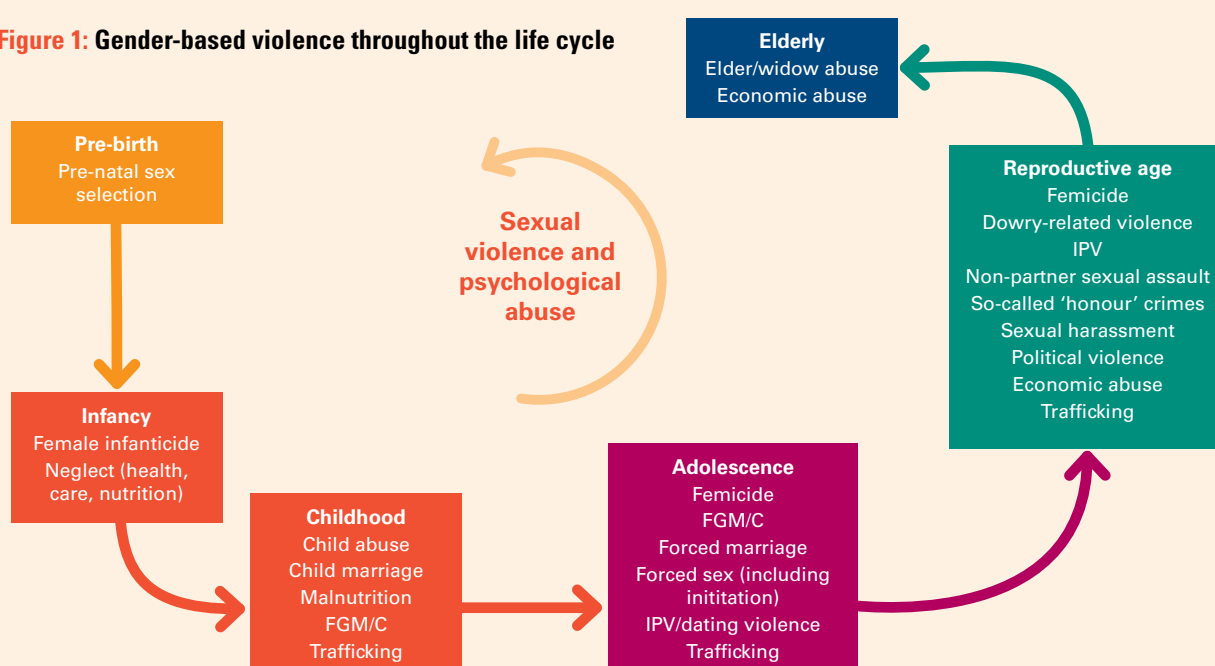 Figure 1: Gender-based violence throughout the life cycle
Pre-birth
Pre-natal sex
selection
Infancy
Female infanticide
Neglect (health,
care, nutrition)
Childhood
Child abuse
Child marriage
Malnutrition
FGM/C
Trafficking
Sexual
violence and
psychological
abuse
Adolescence
Femicide
FGM/C
Forced marriage
Forced sex (including
inititation)
IPV/dating violence
Trafficking
Reproductive age
Femicide
Dowry-related violence
IPV
Non-partner sexual assault
So-called ‘honour’ crimes
Sexual harassment
Political violence
Economic abuse
Trafficking
Elderly
Elder/widow abuse
Economic abuse